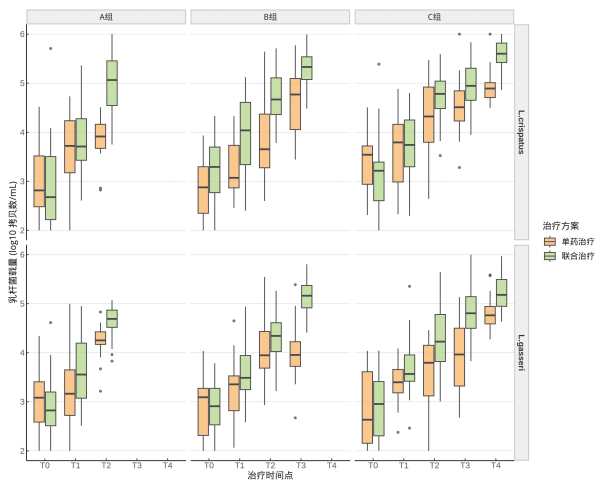 A组 B组 C组
6
5
4
3
2
L.crispatus
6
5
4
3
2
L.gasseri
乳杆菌载量 (log10 拷贝数/mL)
T0 T1 T2 T3 T4 T0 T1 T2 T3 T4 T0 T1 T2 T3 T4
治疗时间点
治疗方案
单药治疗
联合治疗